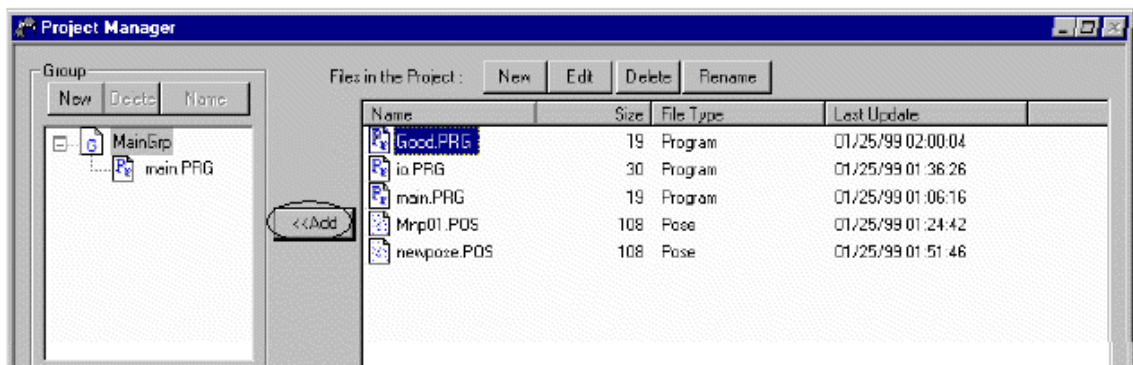 Project Manager
Group
New Delete Name
MainGrp
main.PRG
<<Add
Files in the Project : New Edit Delete Rename
Name Size File Type Last Update
Good.PRG 19 Program 01/25/99 02:00:04
io.PRG 30 Program 01/25/99 01:36:26
main.PRG 19 Program 01/25/99 01:06:16
Mnp01.POS 108 Pose 01/25/99 01:24:42
newpose.POS 108 Pose 01/25/99 01:51:46